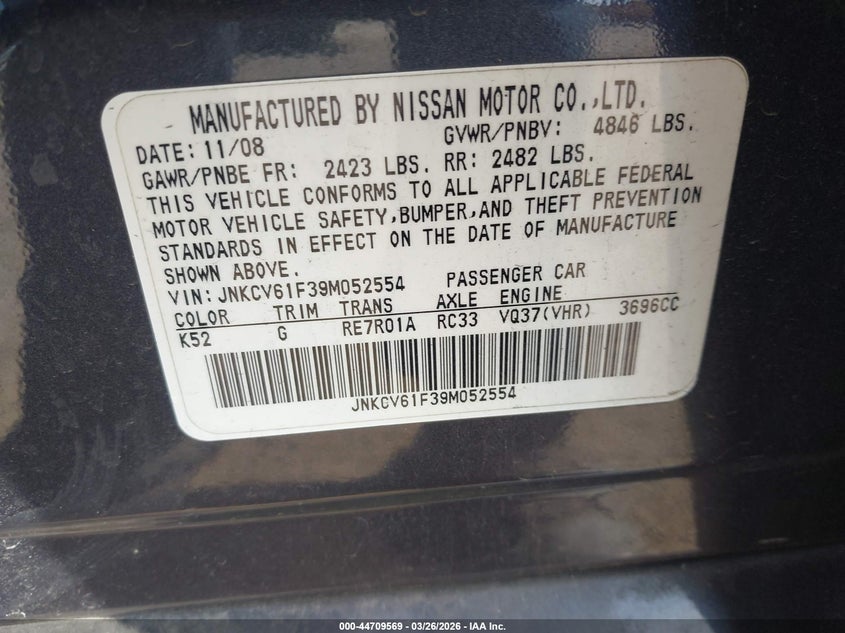 MANUFACTURED BY NISSAN MOTOR CO.,LTD.
DATE: 11/08 GVWR/PNBV: 4846 LBS.
GAWR/PNBE FR: 2423 LBS. RR: 2482 LBS.
THIS VEHICLE CONFORMS TO ALL APPLICABLE FEDERAL
MOTOR VEHICLE SAFETY,BUMPER,AND THEFT PREVENTION
STANDARDS IN EFFECT ON THE DATE OF MANUFACTURE
SHOWN ABOVE.
VIN: JNKCV61F39M052554 PASSENGER CAR
COLOR TRIM TRANS AXLE ENGINE
K52 G RE7R01A RC33 VQ37(VHR) 3696CC
JNKCV61F39M052554
000-44709569 | 03/26/2026 | IAA Inc.